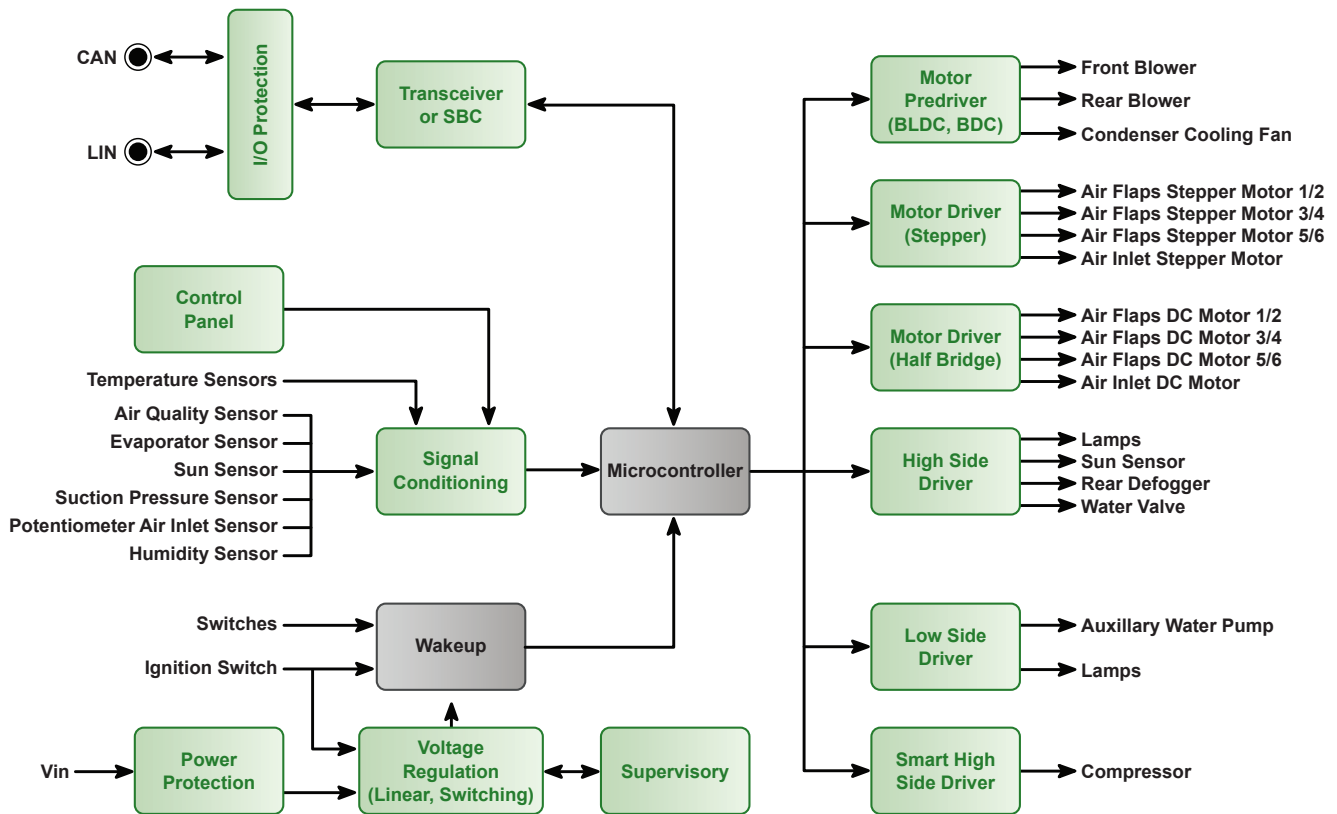 CAN
LIN
I/O Protection
Transceiver
or SBC
Control
Panel
Temperature Sensors
Air Quality Sensor
Evaporator Sensor
Sun Sensor
Suction Pressure Sensor
Potentiometer Air Inlet Sensor
Humidity Sensor
Signal
Conditioning
Microcontroller
Switches
Ignition Switch
Wakeup
Vin
Power
Protection
Voltage
Regulation
(Linear, Switching)
Supervisory
Motor
Predriver
(BLDC, BDC)
Front Blower
Rear Blower
Condenser Cooling Fan
Motor Driver
(Stepper)
Air Flaps Stepper Motor 1/2
Air Flaps Stepper Motor 3/4
Air Flaps Stepper Motor 5/6
Air Inlet Stepper Motor
Motor Driver
(Half Bridge)
Air Flaps DC Motor 1/2
Air Flaps DC Motor 3/4
Air Flaps DC Motor 5/6
Air Inlet DC Motor
High Side
Driver
Lamps
Sun Sensor
Rear Defogger
Water Valve
Low Side
Driver
Auxillary Water Pump
Lamps
Smart High
Side Driver
Compressor